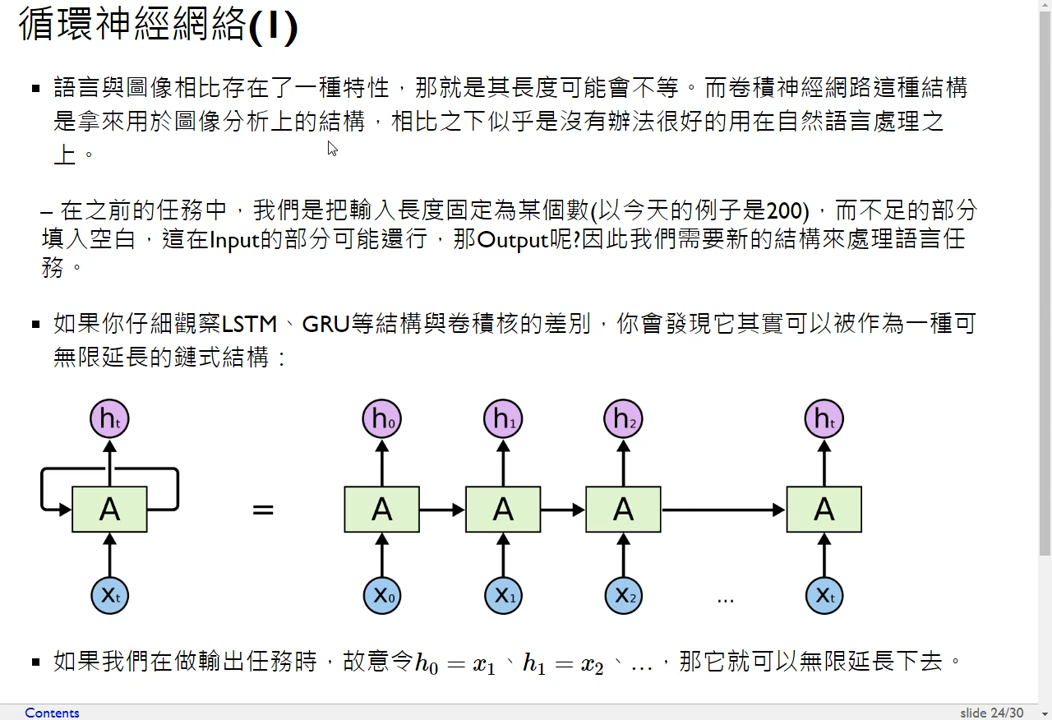 循環神經網絡(1)
▪ 語言與圖像相比存在了一種特性，那就是其長度可能會不等。而卷積神經網路這種結構
是拿來用於圖像分析上的結構，相比之下似乎是沒有辦法很好的用在自然語言處理之
上。
– 在之前的任務中，我們是把輸入長度固定為某個數(以今天的例子是200)，而不足的部分
填入空白，這在Input的部分可能還行，那Output呢?因此我們需要新的結構來處理語言任
務。
▪ 如果你仔細觀察LSTM、GRU等結構與卷積核的差別，你會發現它其實可以被作為一種可
無限延長的鏈式結構：
hₜ h₀ h₁ h₂ hₜ
A = A A A A
xₜ x₀ x₁ x₂ ... xₜ
▪ 如果我們在做輸出任務時，故意令h₀ = x₁、h₁ = x₂、…，那它就可以無限延長下去。
Contents slide 24/30